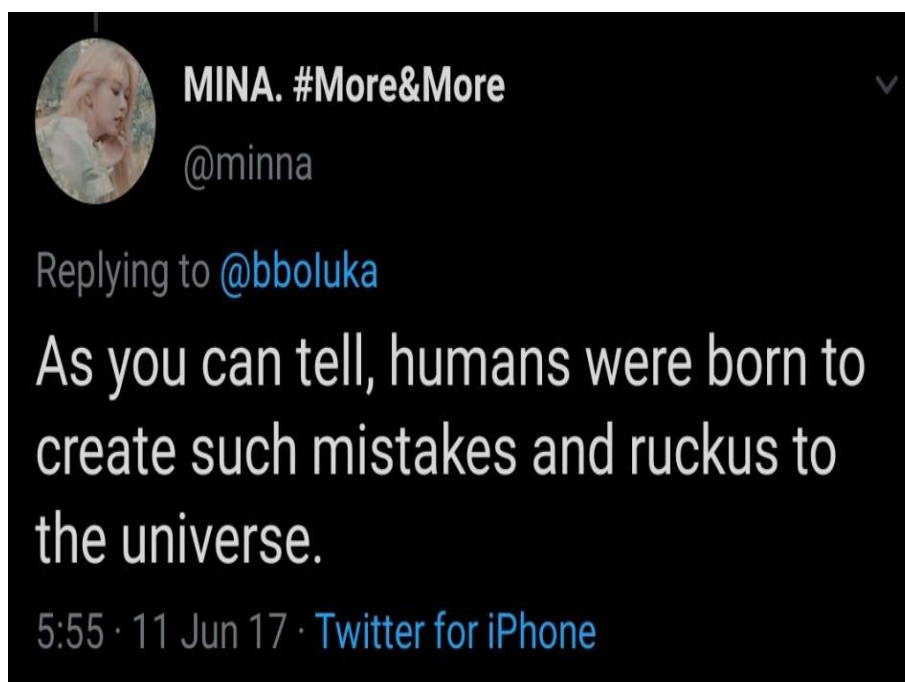 MINA. #More&More
@minna
Replying to @bboluka
As you can tell, humans were born to
create such mistakes and ruckus to
the universe.
5:55 · 11 Jun 17 · Twitter for iPhone